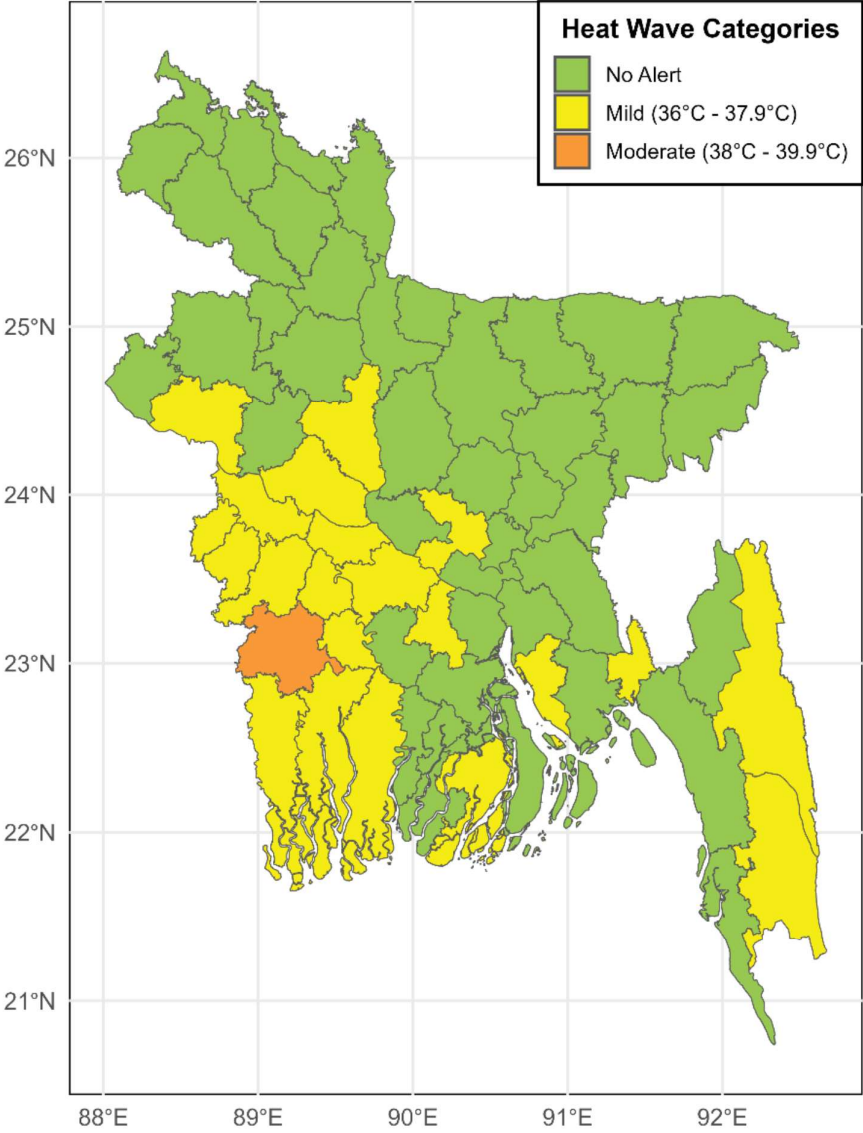 Heat Wave Categories
No Alert
Mild (36°C - 37.9°C)
Moderate (38°C - 39.9°C)
26°N
25°N
24°N
23°N
22°N
21°N
88°E 89°E 90°E 91°E 92°E